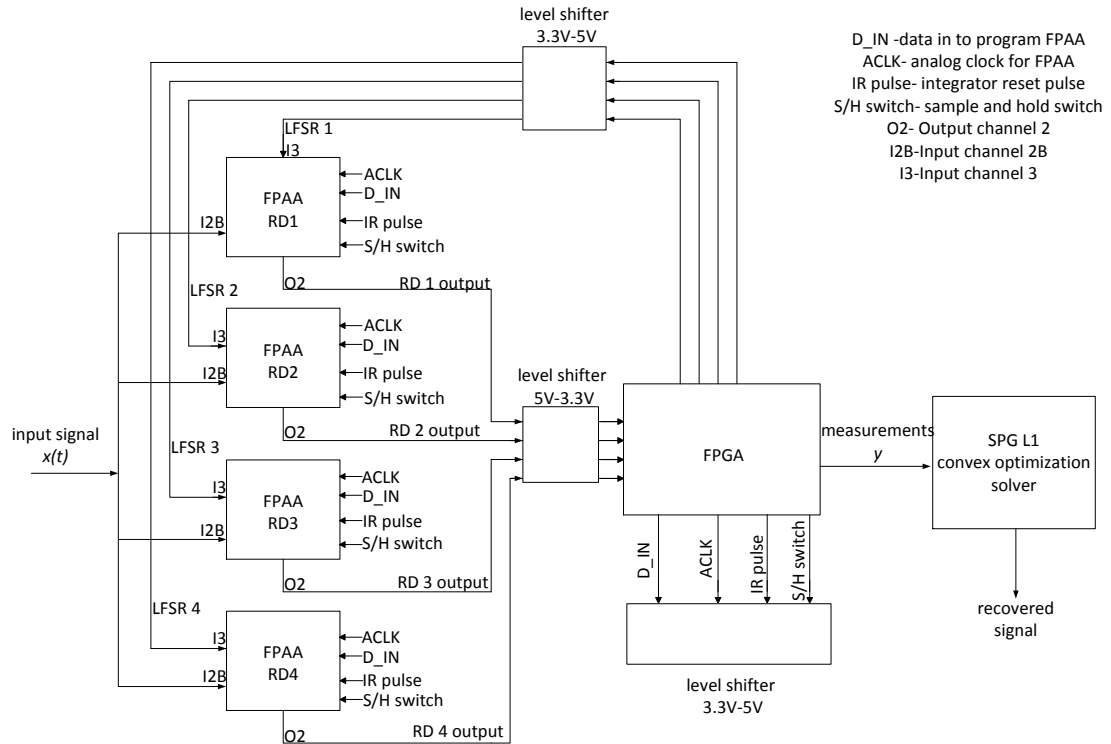 level shifter
3.3V-5V
D_IN -data in to program FPAA
ACLK- analog clock for FPAA
IR pulse- integrator reset pulse
S/H switch- sample and hold switch
O2- Output channel 2
I2B-Input channel 2B
I3-Input channel 3
LFSR 1
I3
FPAA
RD1
ACLK
D_IN
IR pulse
S/H switch
I2B
O2
RD 1 output
LFSR 2
I3
I2B
FPAA
RD2
ACLK
D_IN
IR pulse
S/H switch
O2
RD 2 output
level shifter
5V-3.3V
FPGA
measurements
y
SPG L1
convex optimization
solver
input signal
x(t)
LFSR 3
I3
I2B
FPAA
RD3
ACLK
D_IN
IR pulse
S/H switch
O2
RD 3 output
D_IN
ACLK
IR pulse
S/H switch
recovered
signal
LFSR 4
I3
I2B
FPAA
RD4
ACLK
D_IN
IR pulse
S/H switch
O2
RD 4 output
level shifter
3.3V-5V